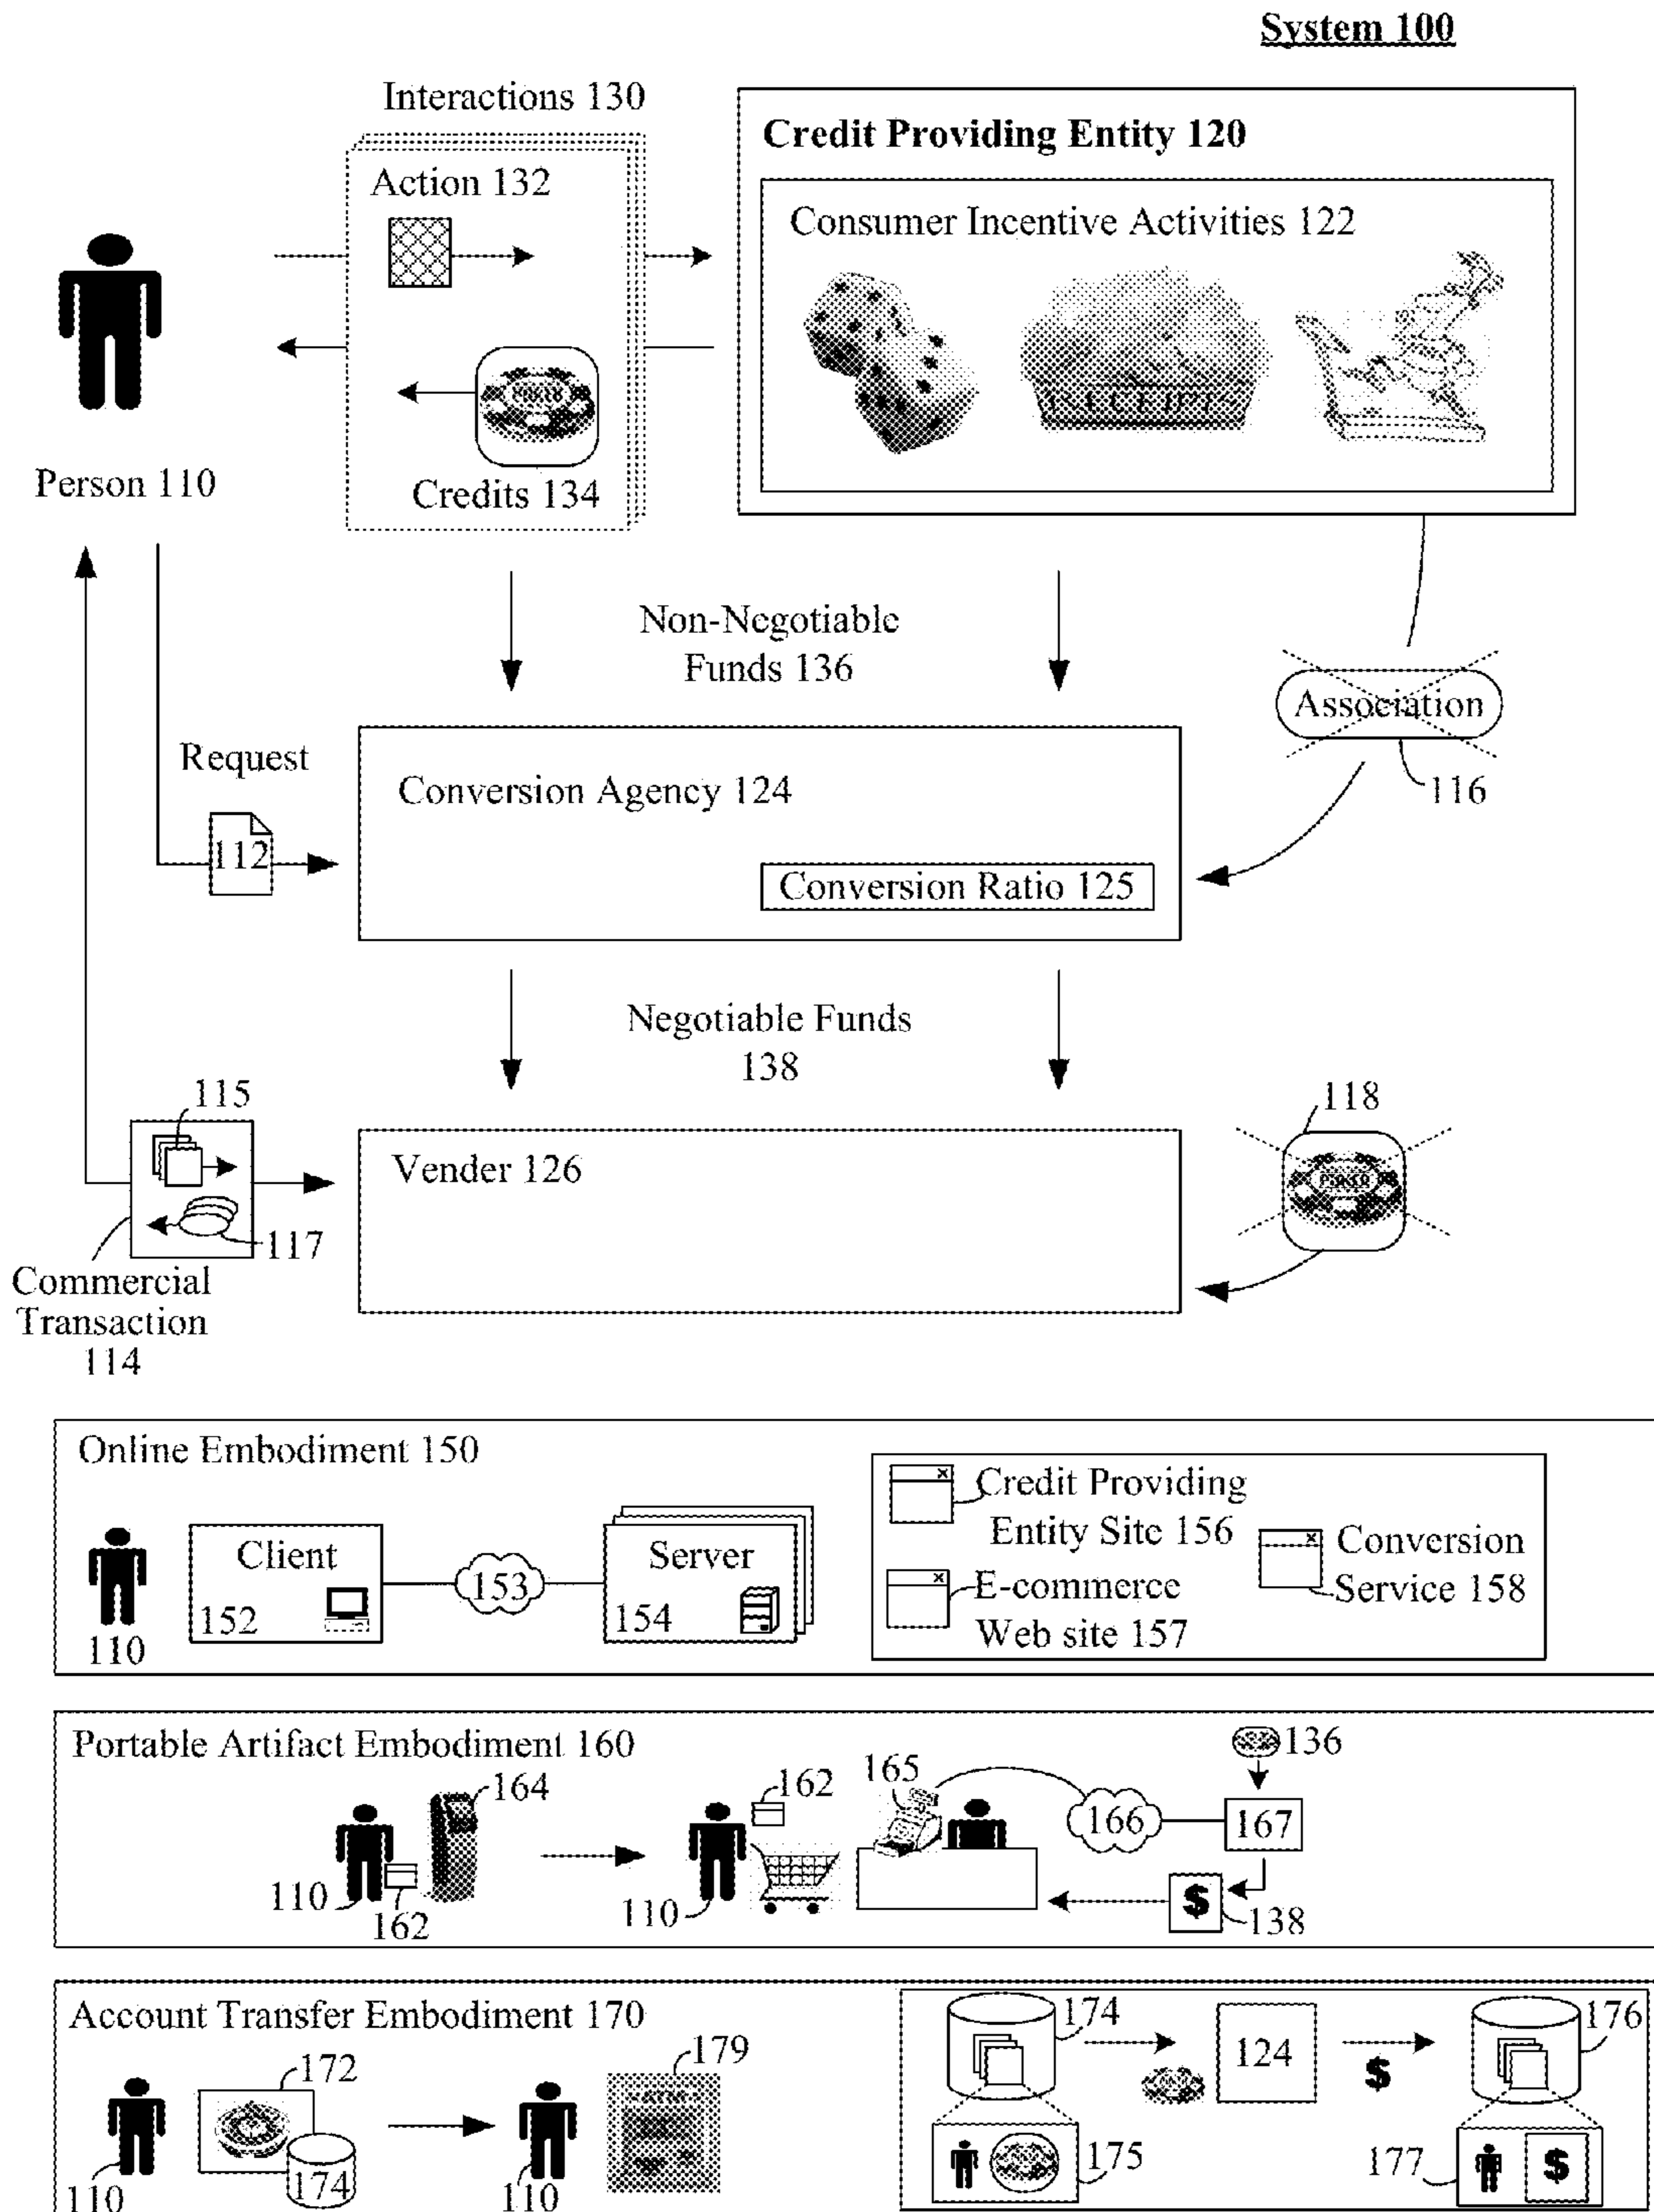 System 100
Interactions 130
Credit Providing Entity 120
Action 132
Consumer Incentive Activities 122
POKER
RECEIPTS
Person 110
Credits 134
Non-Negotiable
Funds 136
Association
116
Request
112
Conversion Agency 124
Conversion Ratio 125
Negotiable Funds
138
115
118
Vender 126
POKER
117
Commercial
Transaction
114
Online Embodiment 150
Credit Providing
Entity Site 156
Conversion
Service 158
E-commerce
Web site 157
Client
152
153
Server
154
110
Portable Artifact Embodiment 160
164
162
165
136
166
167
110
162
110
$
138
Account Transfer Embodiment 170
172
179
ATM
174
110
110
174
124
$
176
175
177
$